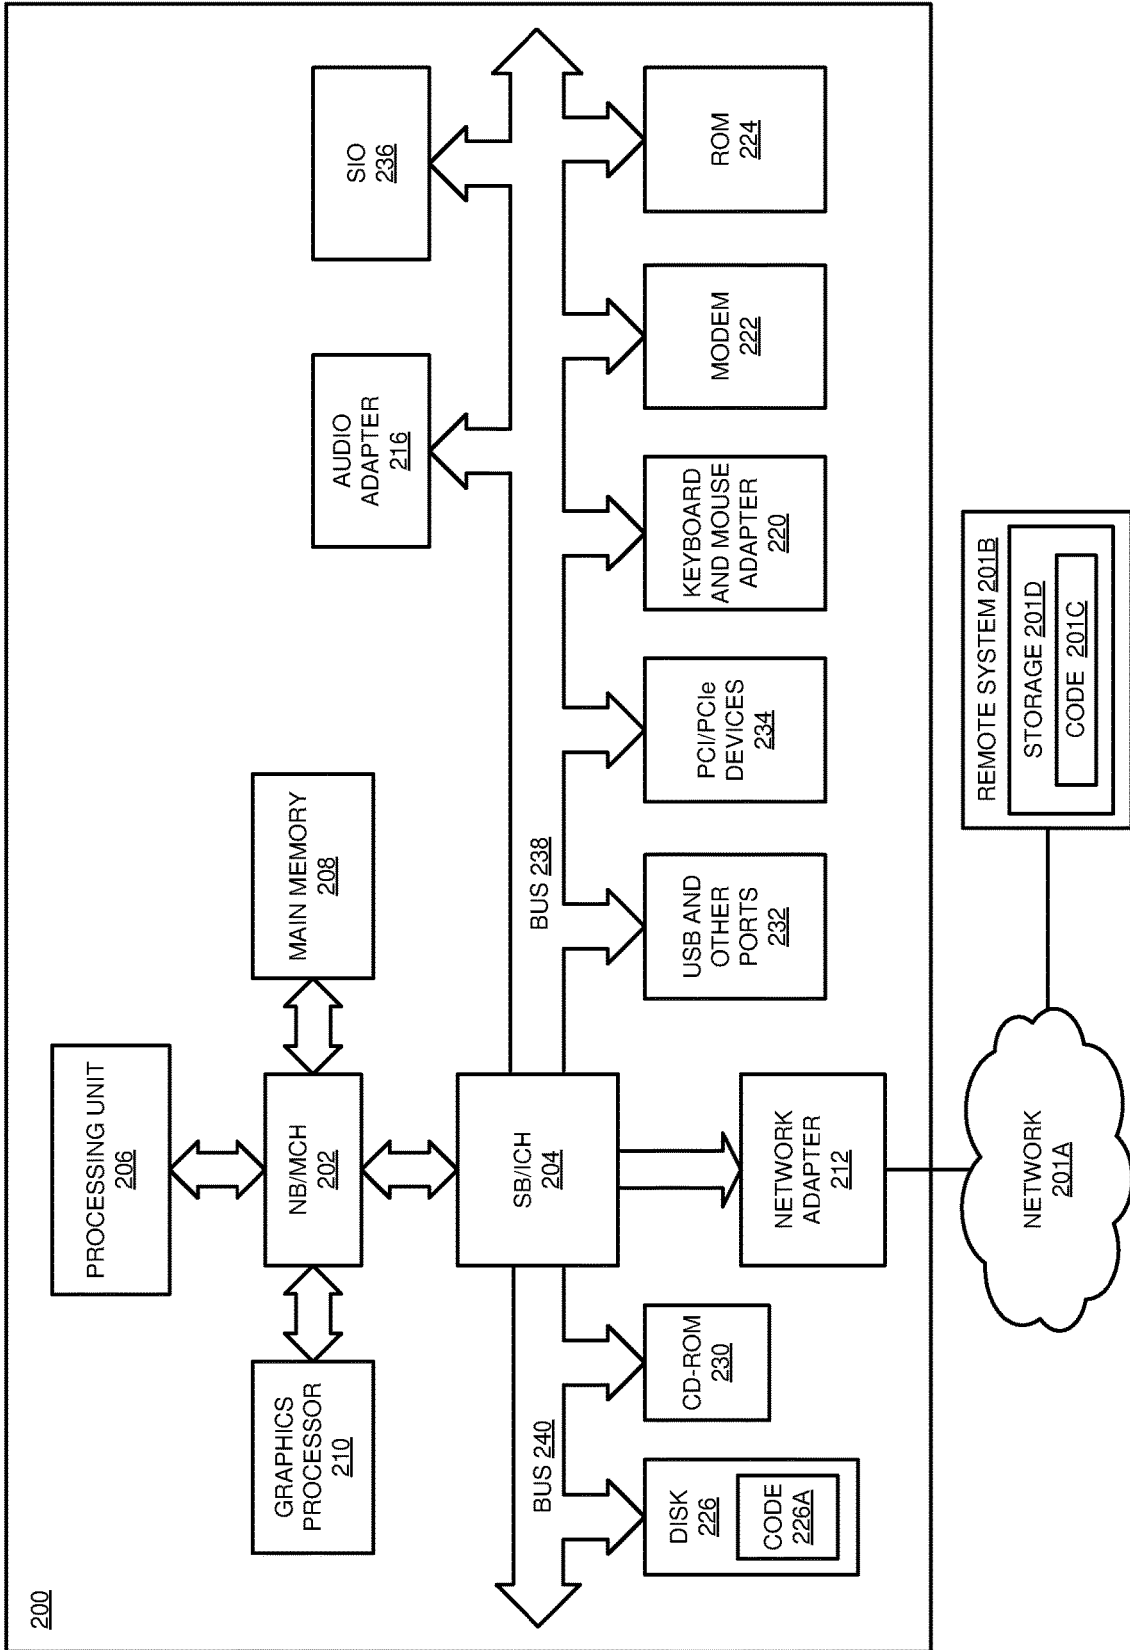 200
PROCESSING UNIT
206
GRAPHICS
PROCESSOR
210
NB/MCH
202
MAIN MEMORY
208
AUDIO
ADAPTER
216
SIO
236
SB/ICH
204
BUS 240
BUS 238
DISK
226
CODE
226A
CD-ROM
230
NETWORK
ADAPTER
212
USB AND
OTHER
PORTS
232
PCI/PCIe
DEVICES
234
KEYBOARD
AND MOUSE
ADAPTER
220
MODEM
222
ROM
224
NETWORK
201A
REMOTE SYSTEM 201B
STORAGE 201D
CODE 201C